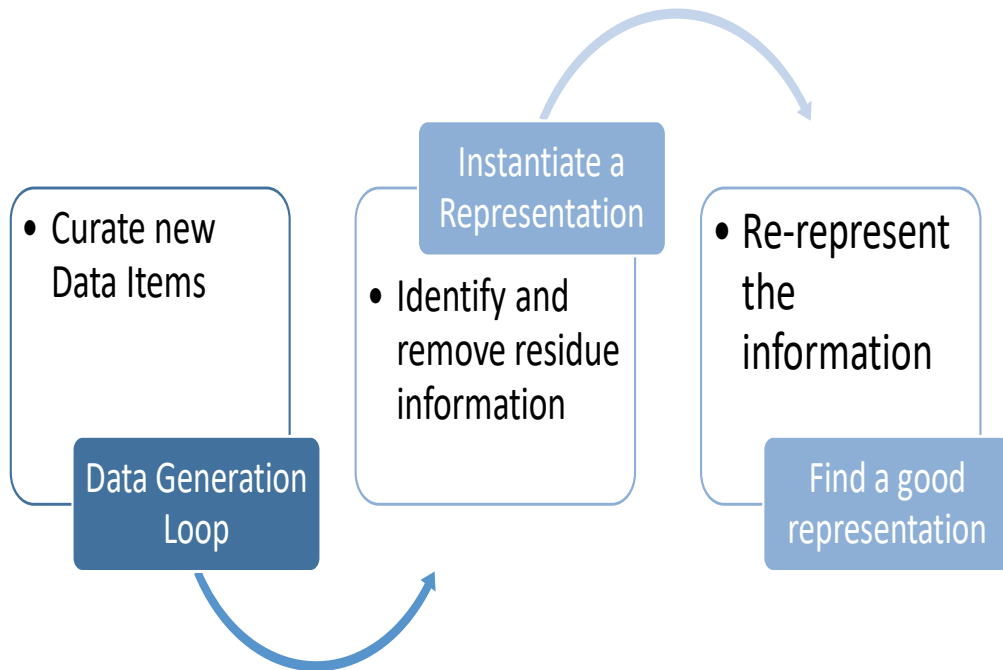 • Curate new
Data Items
Data Generation
Loop
Instantiate a
Representation
• Identify and
remove residue
information
• Re-represent
the
information
Find a good
representation